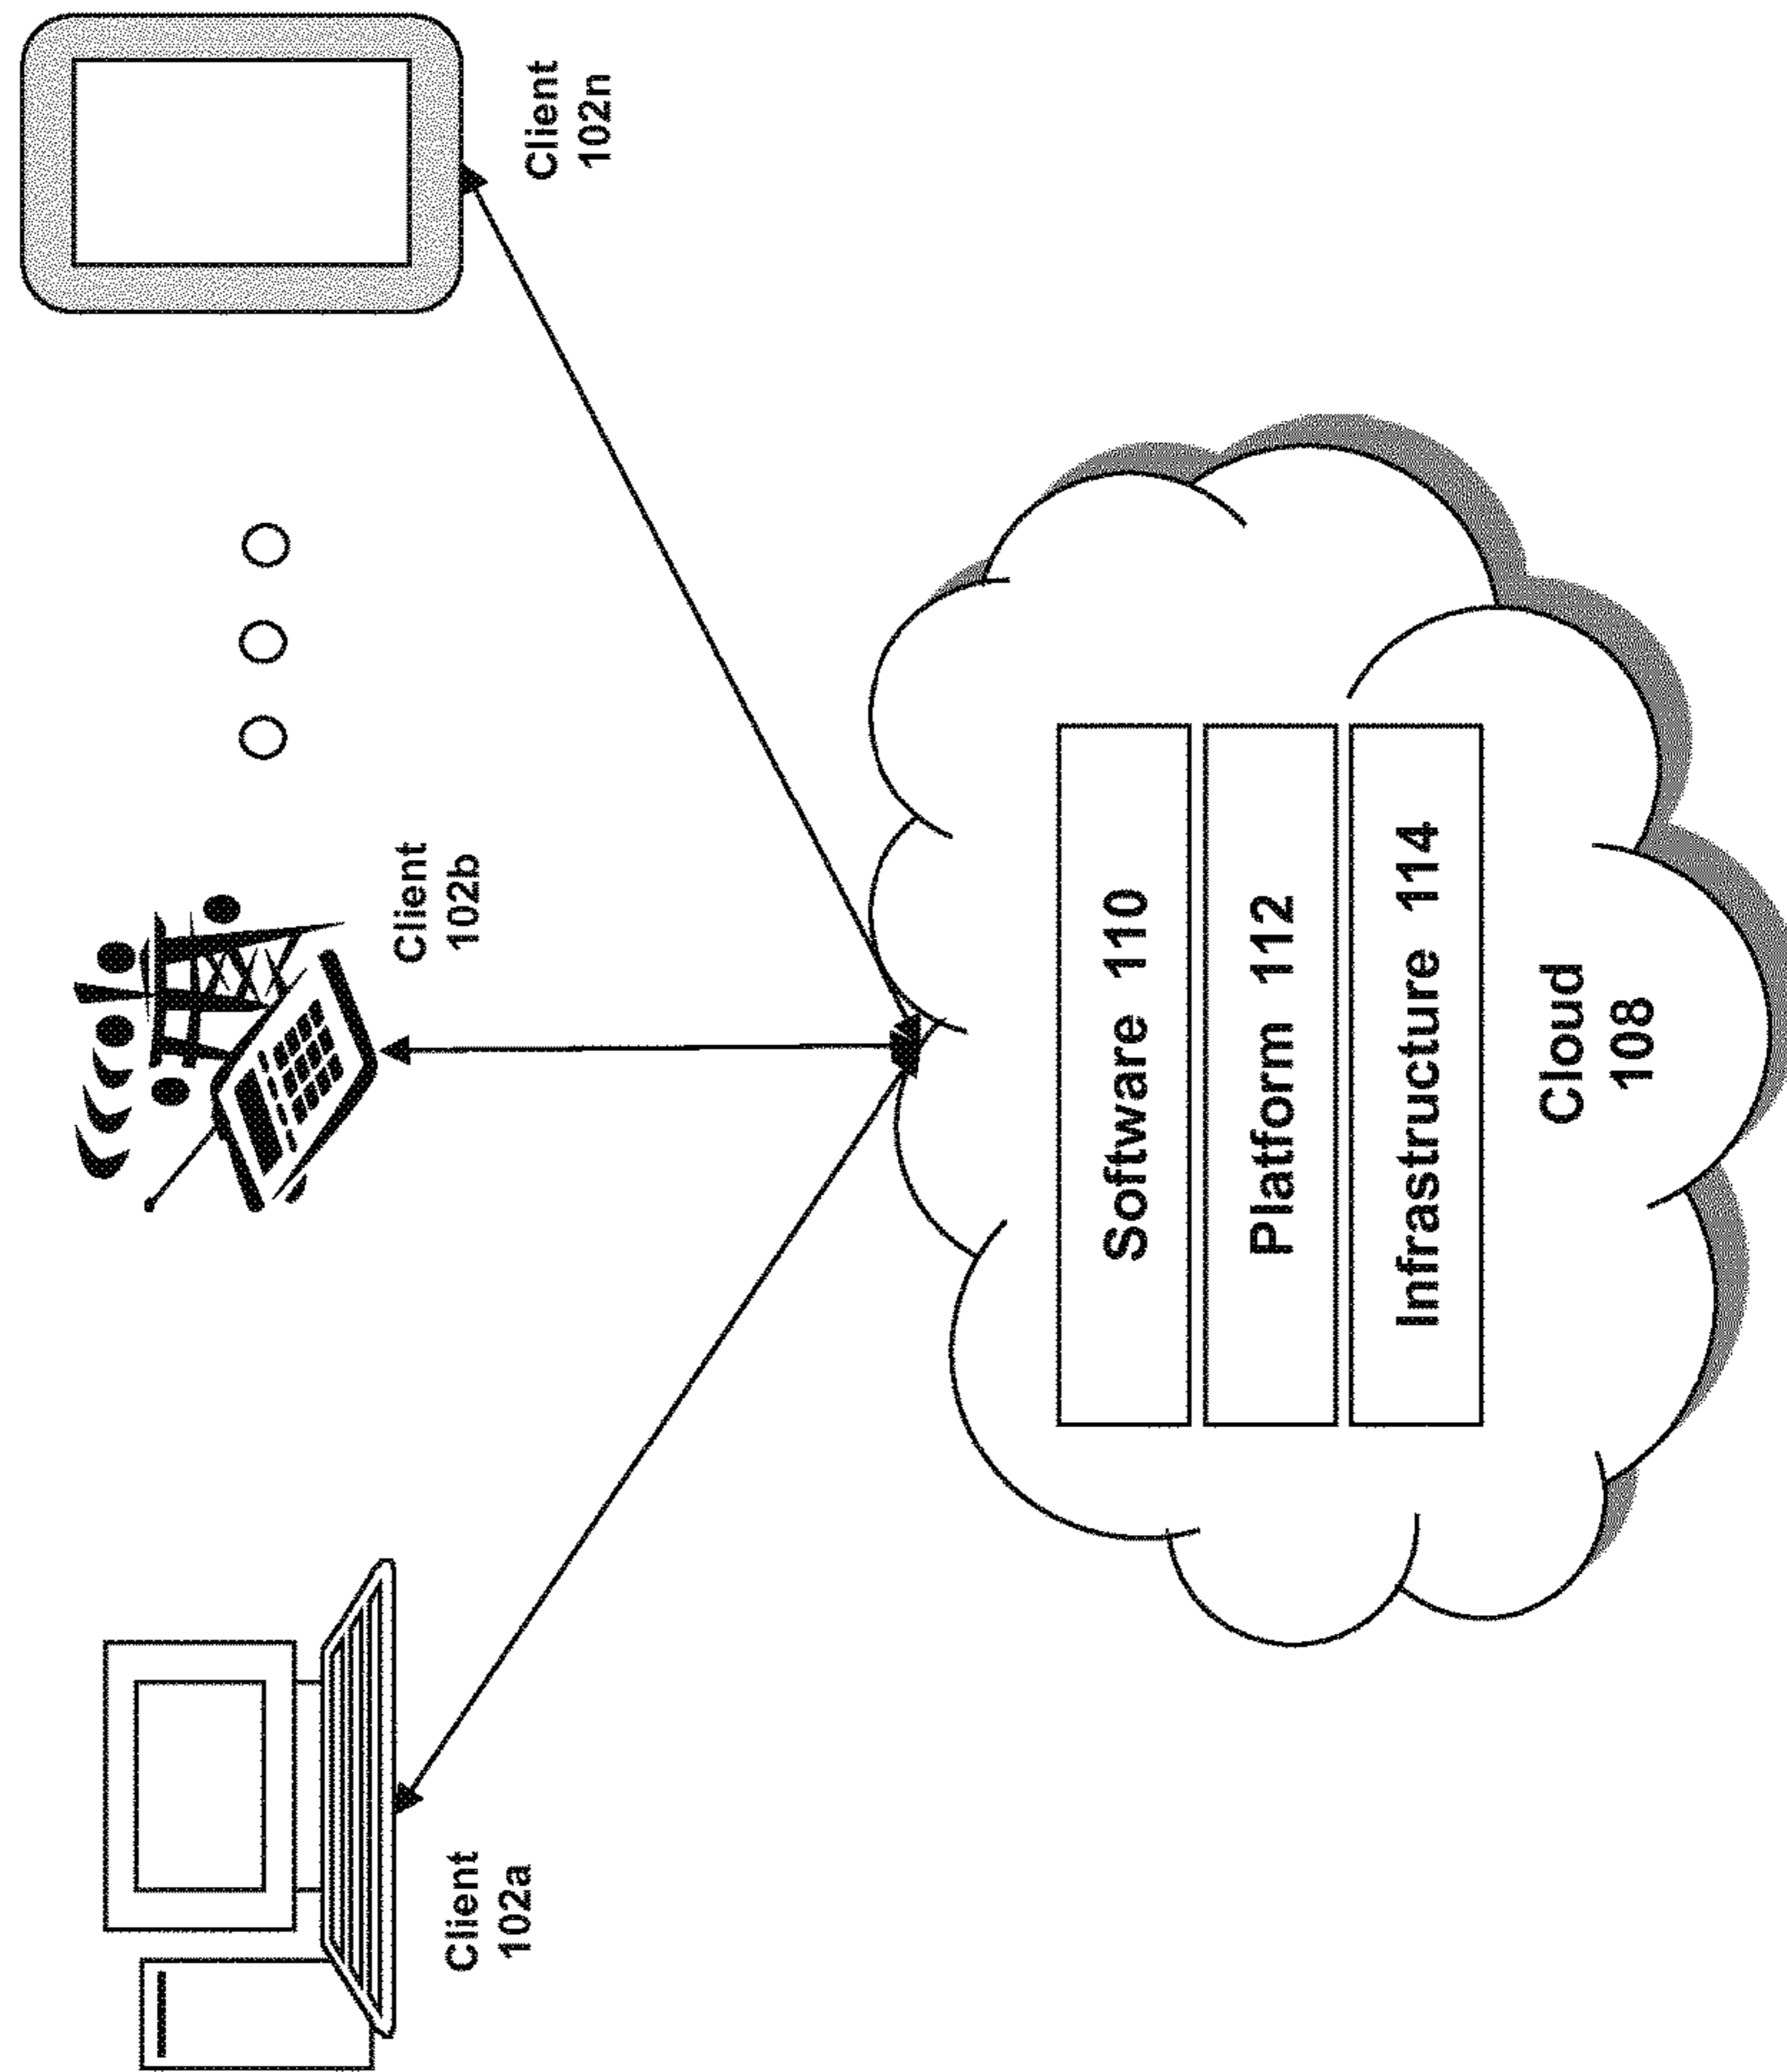 Client
102a
Client
102b
Client
102n
Software 110
Platform 112
Infrastructure 114
Cloud
108